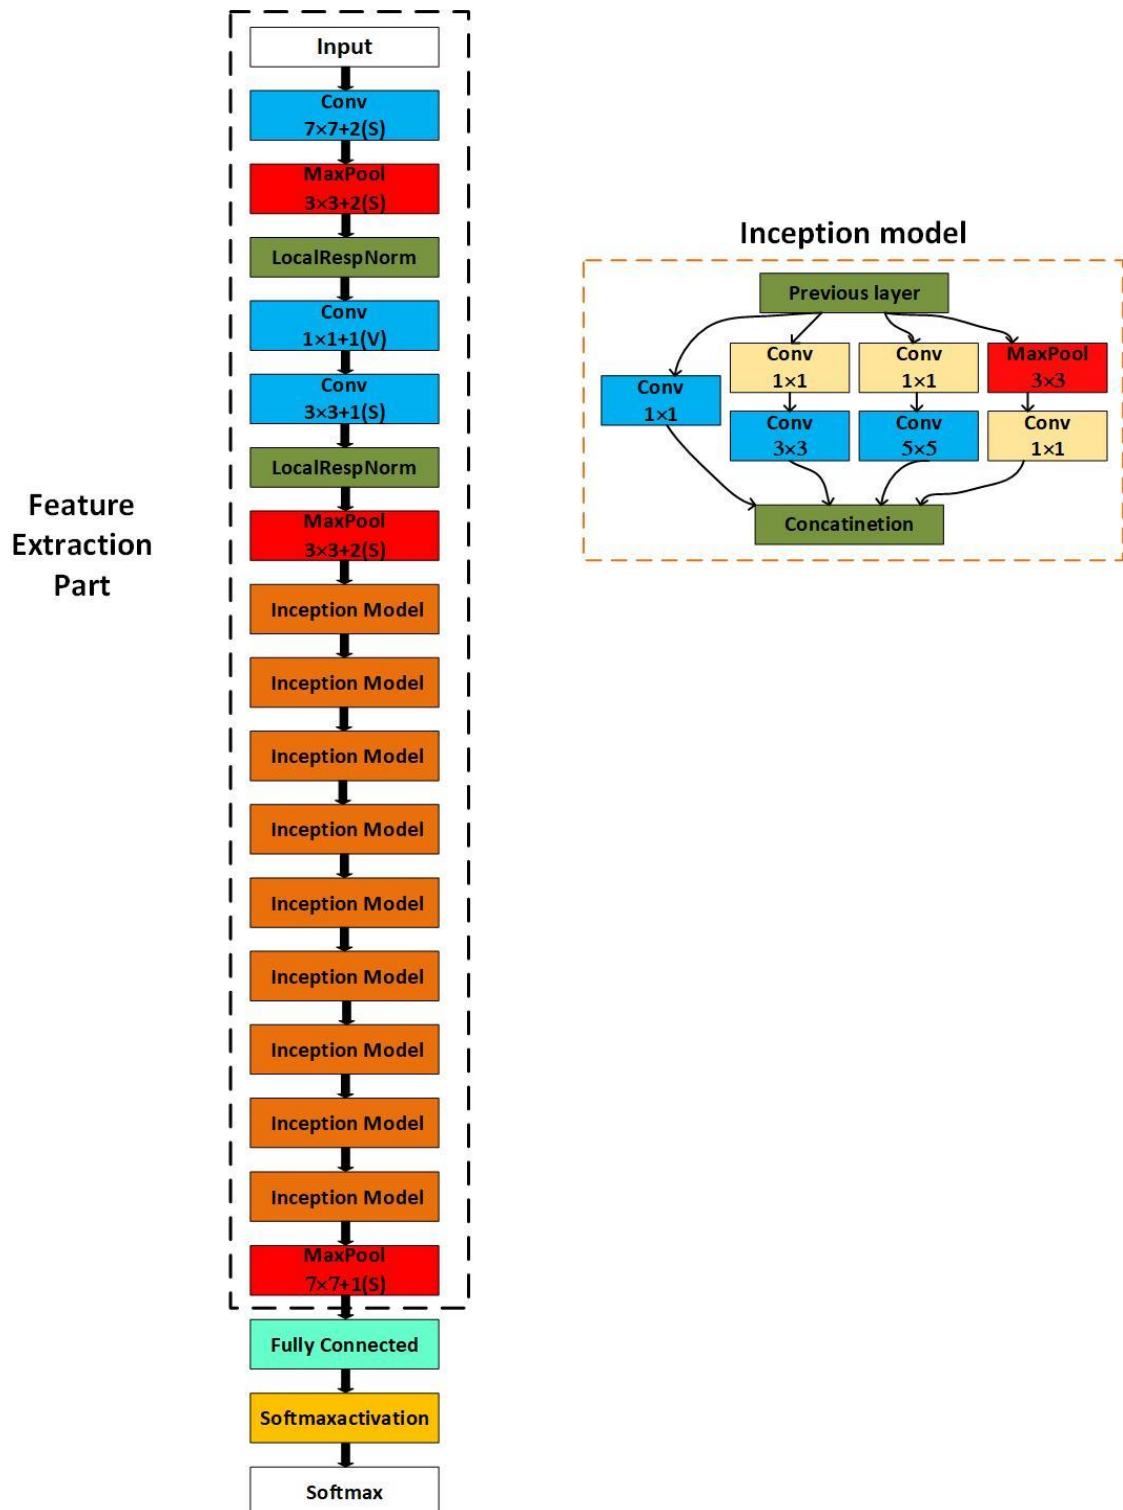 Input
Conv
7×7+2(S)
MaxPool
3×3+2(S)
LocalRespNorm
Conv
1×1+1(V)
Conv
3×3+1(S)
LocalRespNorm
MaxPool
3×3+2(S)
Inception Model
Inception Model
Inception Model
Inception Model
Inception Model
Inception Model
Inception Model
Inception Model
Inception Model
MaxPool
7×7+1(S)
Fully Connected
Softmaxactivation
Softmax
Feature
Extraction
Part
Inception model
Previous layer
Conv
1×1
Conv
1×1
Conv
1×1
MaxPool
3×3
Conv
3×3
Conv
5×5
Conv
1×1
Concatinetion